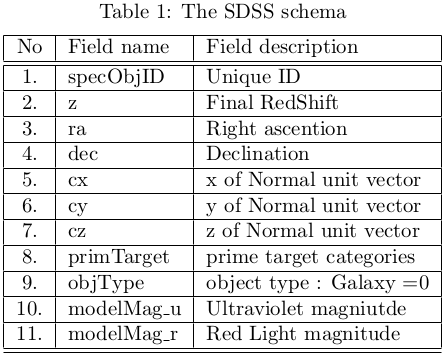 Table 1: The SDSS schema
No Field name Field description
1. specObjID Unique ID
2. z Final RedShift
3. ra Right ascention
4. dec Declination
5. cx x of Normal unit vector
6. cy y of Normal unit vector
7. cz z of Normal unit vector
8. primTarget prime target categories
9. objType object type : Galaxy =0
10. modelMag_u Ultraviolet magniutde
11. modelMag_r Red Light magnitude